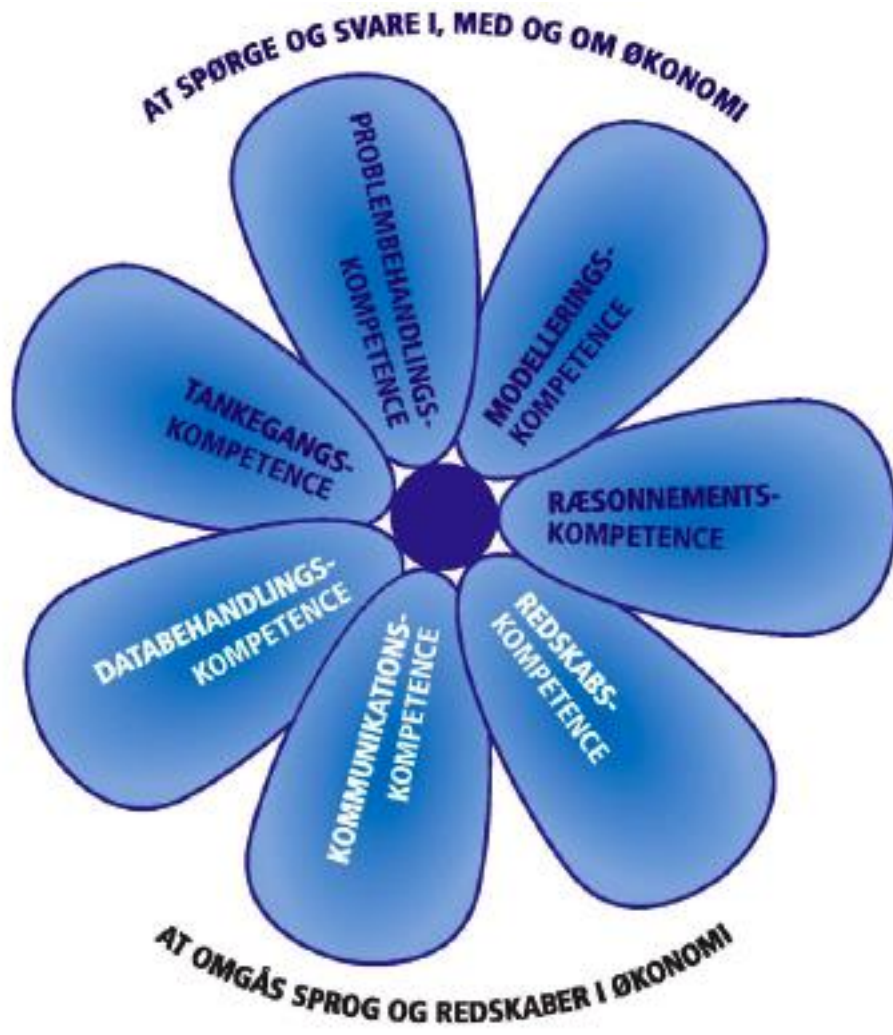 AT SPØRGE OG SVARE I, MED OG OM ØKONOMI
PROBLEMBEHANDLINGS-
KOMPETENCE
MODELLERINGS-
KOMPETENCE
TANKEGANGS-
KOMPETENCE
RÆSONNEMENTS-
KOMPETENCE
DATABEHANDLINGS-
KOMPETENCE
KOMMUNIKATIONS-
KOMPETENCE
REDSKABS-
KOMPETENCE
AT OMGÅS SPROG OG REDSKABER I ØKONOMI